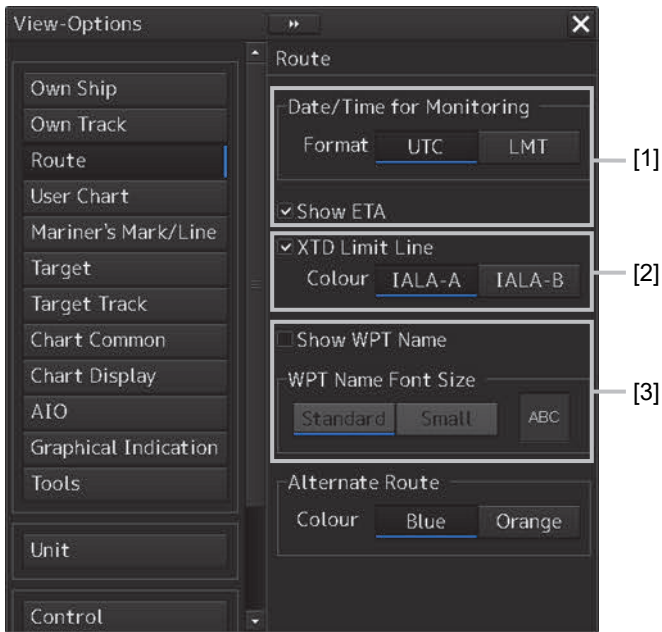 View-Options
Route
Own Ship
Own Track
Route
User Chart
Mariner's Mark/Line
Target
Target Track
Chart Common
Chart Display
AIO
Graphical Indication
Tools
Unit
Control
Date/Time for Monitoring
Format UTC LMT
Show ETA
[1]
XTD Limit Line
Colour IALA-A IALA-B
[2]
Show WPT Name
WPT Name Font Size
Standard Small ABC
[3]
Alternate Route
Colour Blue Orange